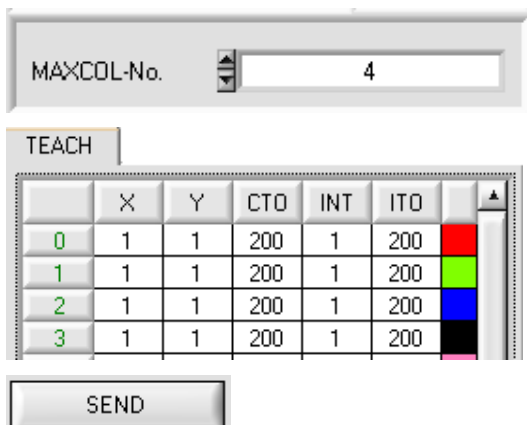 MAXCOL-No. 4
TEACH
X Y CTO INT ITO
0 1 1 200 1 200
1 1 1 200 1 200
2 1 1 200 1 200
3 1 1 200 1 200
SEND